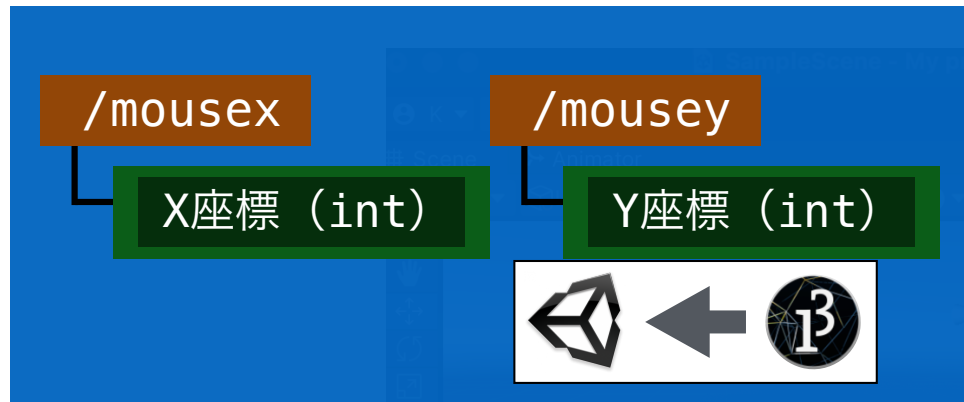 /mousex
/mousey
X座標（int）
Y座標（int）